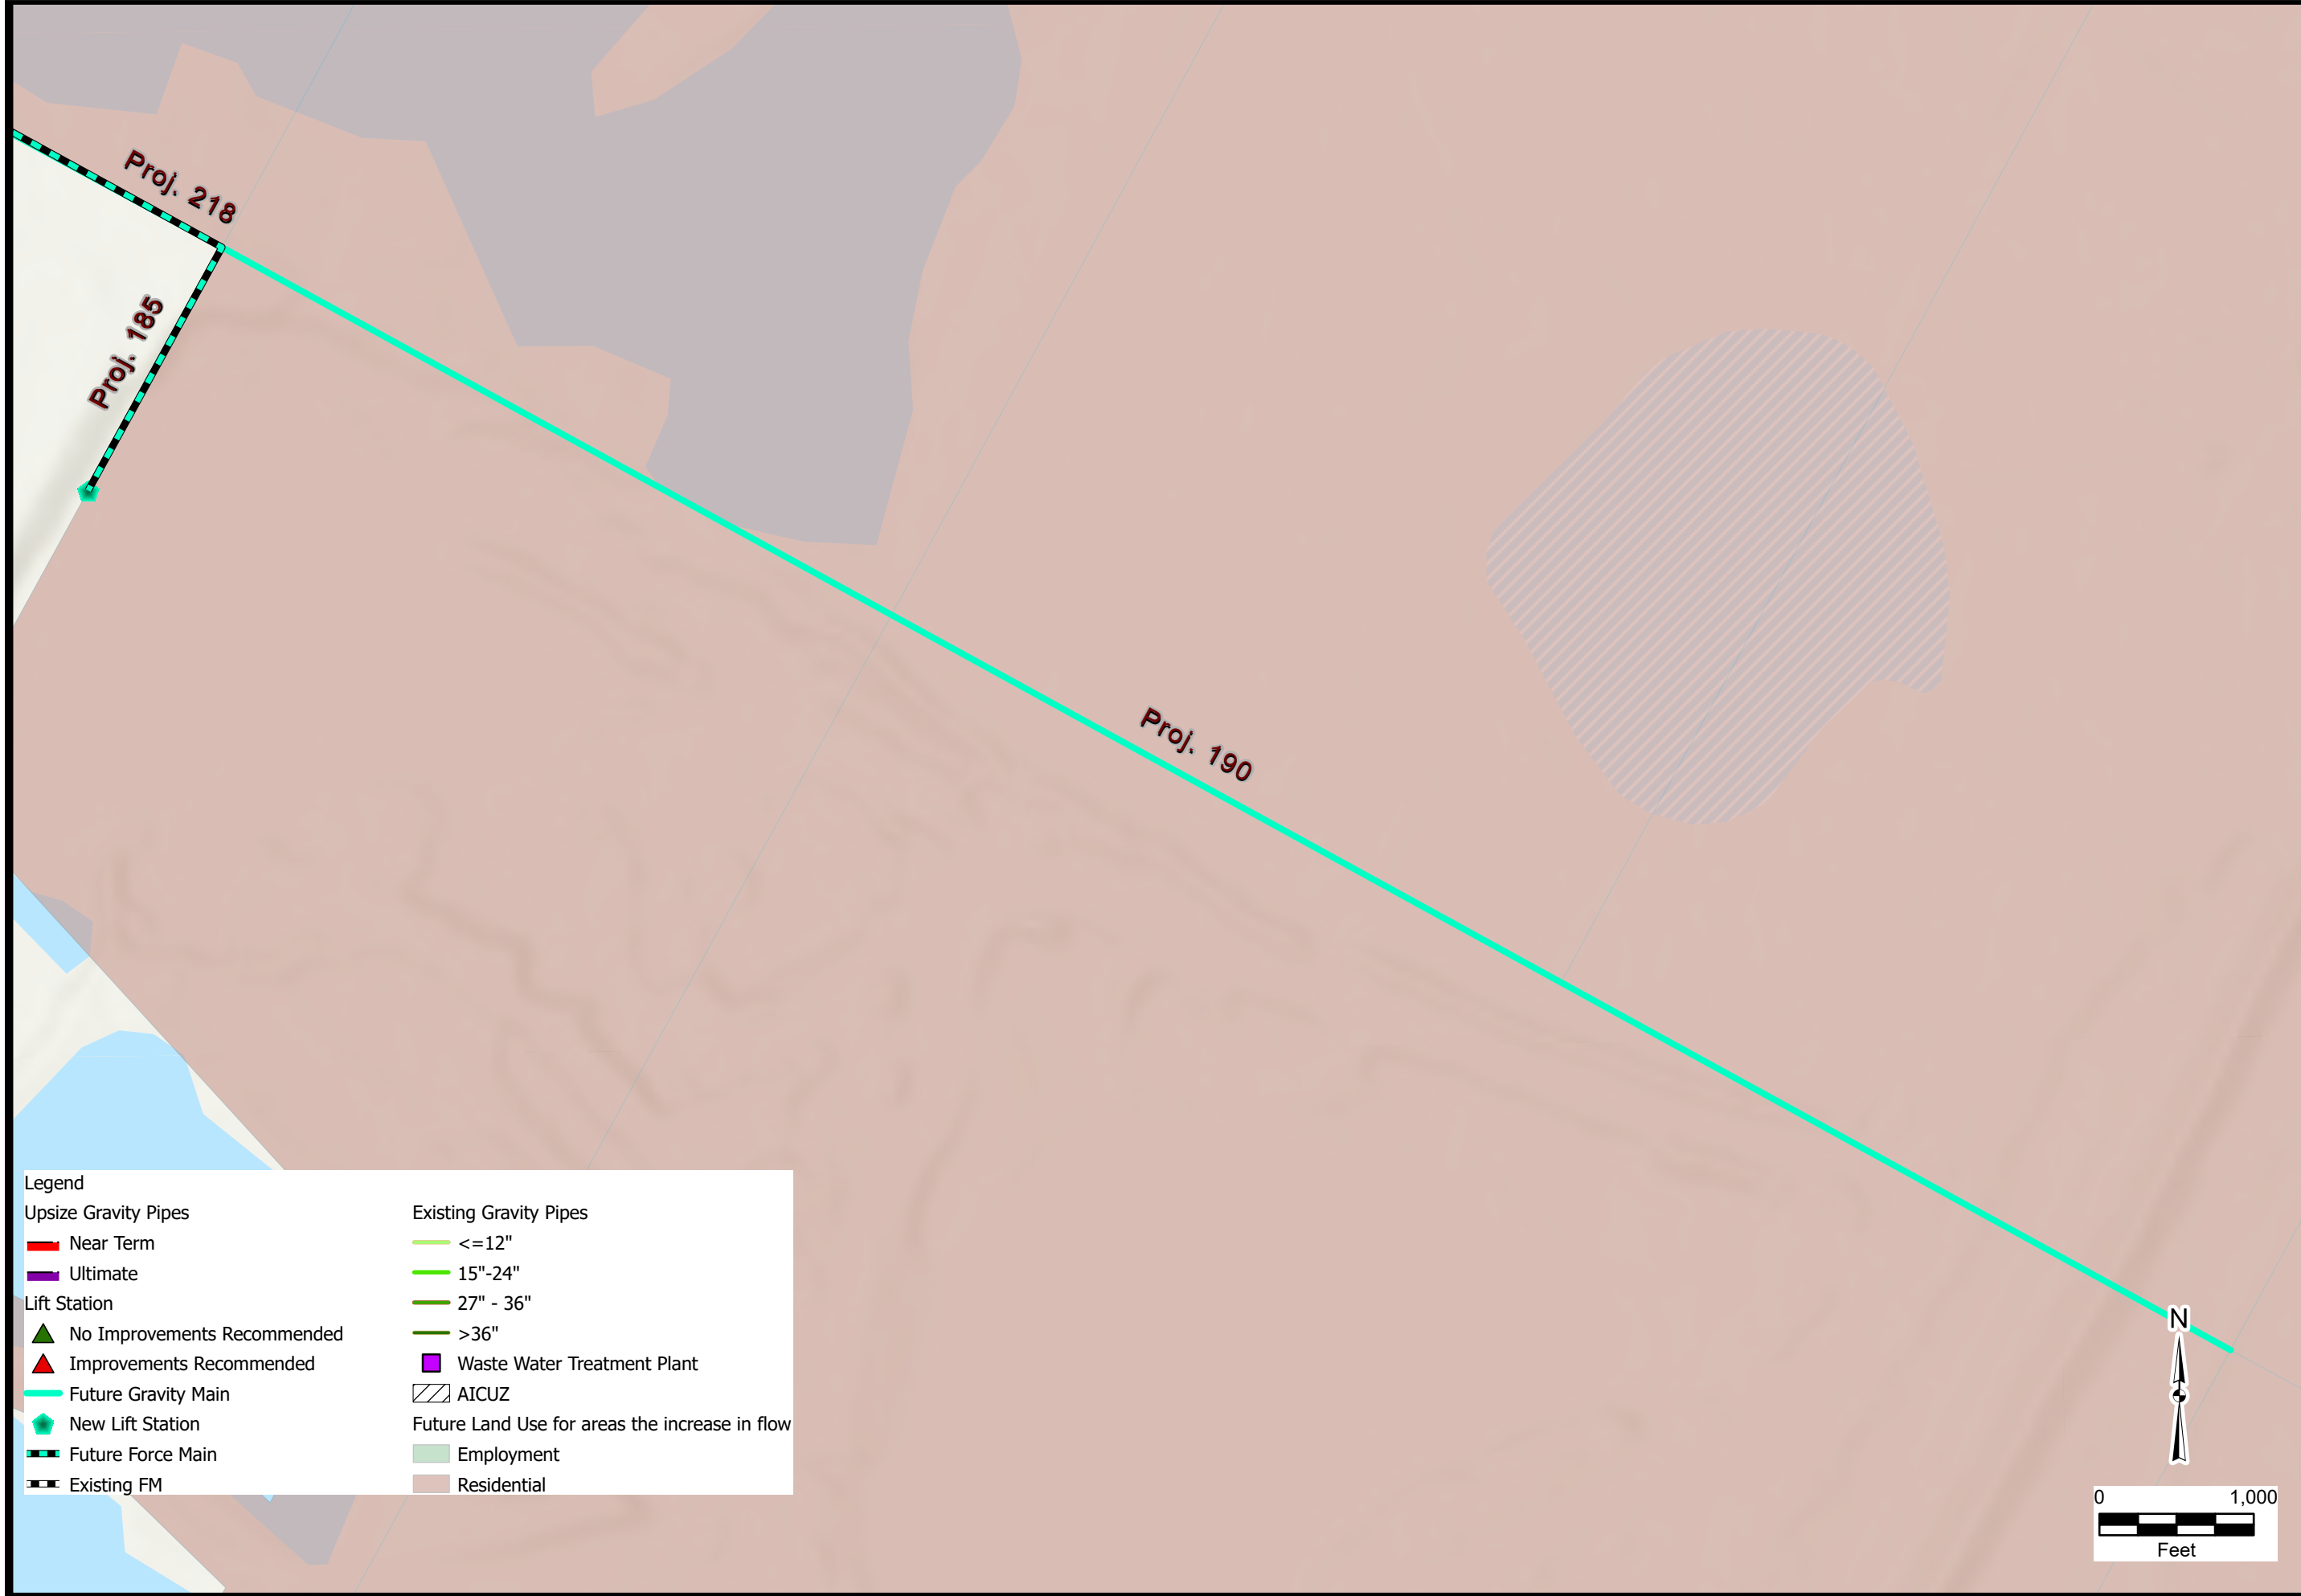 Proj. 218
Proj. 185
Proj. 190
Legend
Upsize Gravity Pipes
Near Term
Ultimate
Lift Station
No Improvements Recommended
Improvements Recommended
Future Gravity Main
New Lift Station
Future Force Main
Existing FM
Existing Gravity Pipes
<=12"
15"-24"
27" - 36"
>36"
Waste Water Treatment Plant
AICUZ
Future Land Use for areas the increase in flow
Employment
Residential
N
0 1,000
Feet